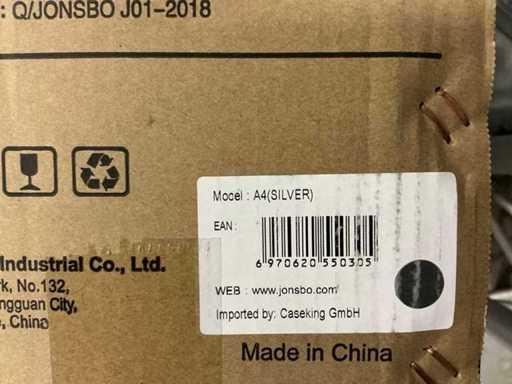 : Q/JONSBO J01-2018
Model : A4(SILVER)
EAN :
6 970620 550305
WEB : www.jonsbo.com
Imported by: Caseking GmbH
Industrial Co., Ltd.
rk, No.132,
ngguan City,
e, China
Made in China